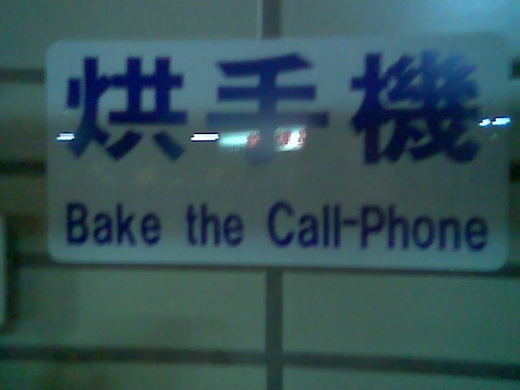 烘手機
Bake the Call-Phone